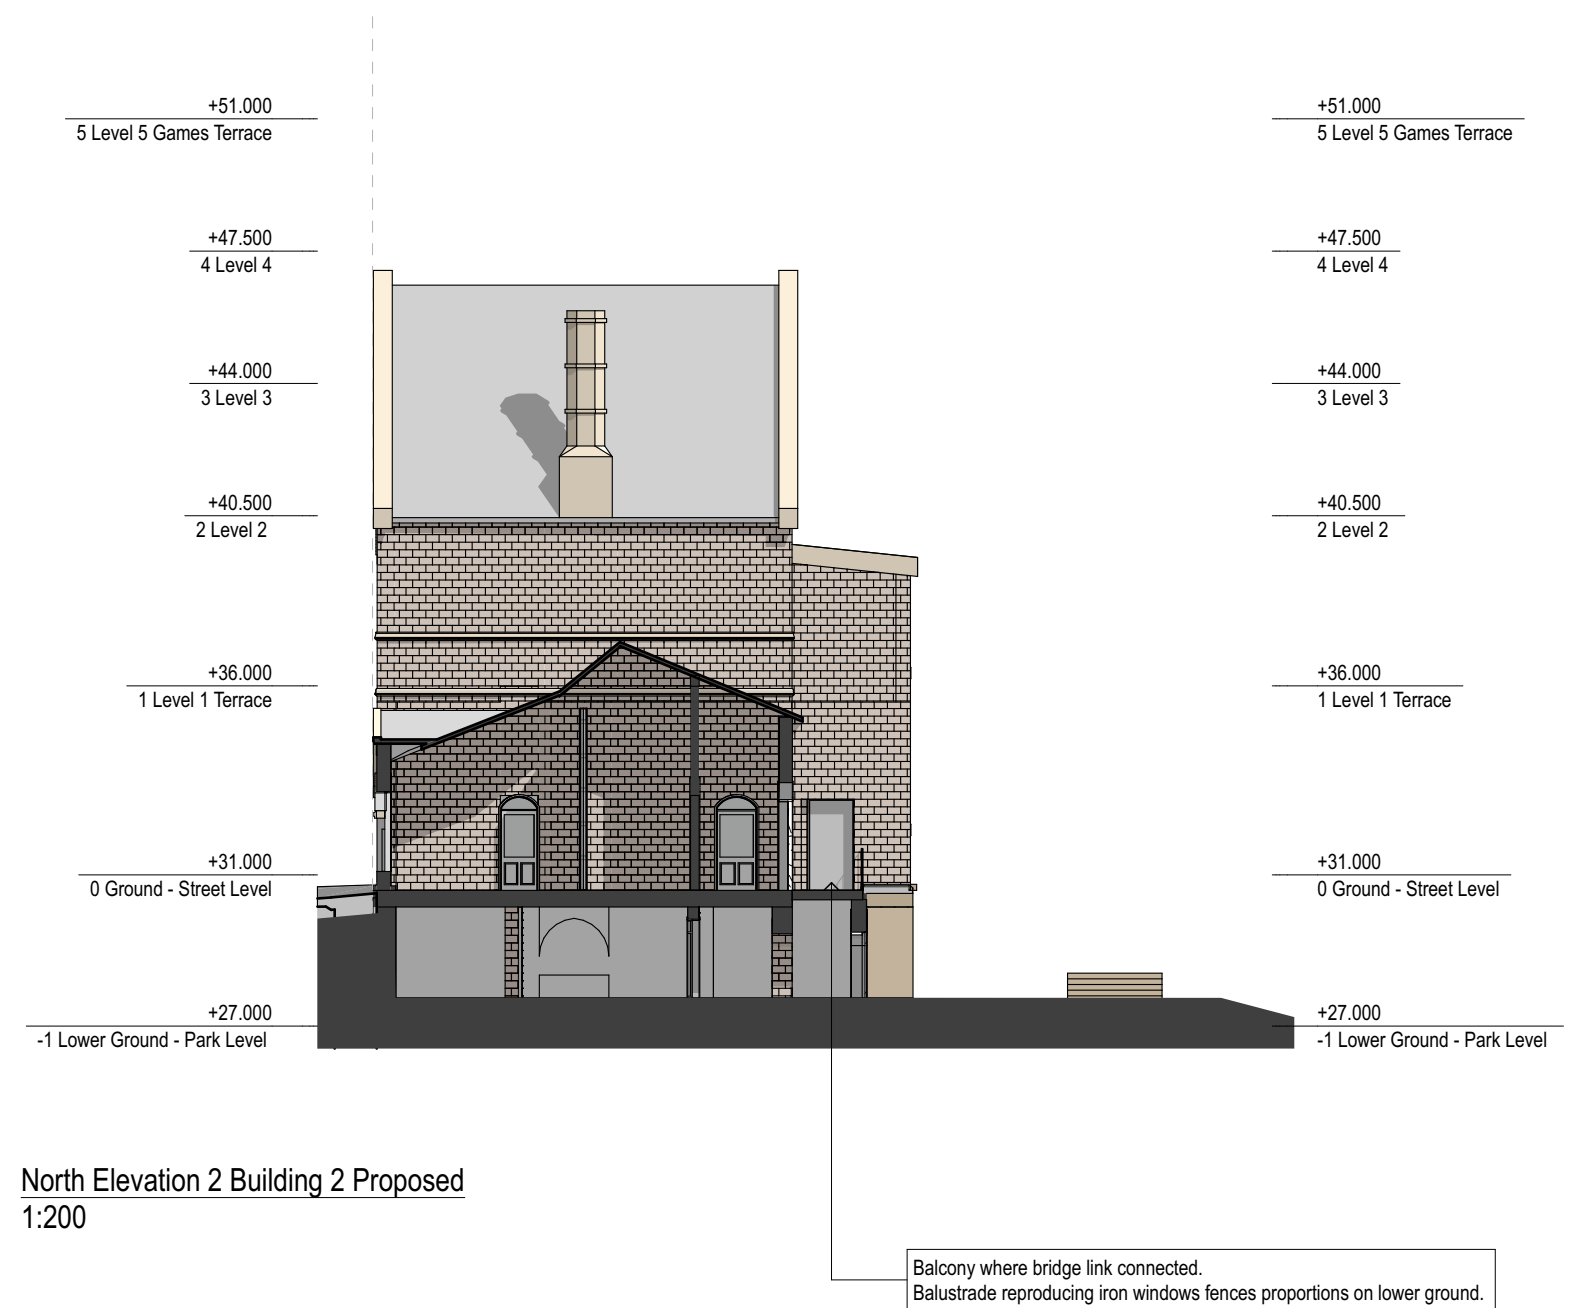 +51.000
5 Level 5 Games Terrace
+51.000
5 Level 5 Games Terrace
+47.500
4 Level 4
+47.500
4 Level 4
+44.000
3 Level 3
+44.000
3 Level 3
+40.500
2 Level 2
+40.500
2 Level 2
+36.000
1 Level 1 Terrace
+36.000
1 Level 1 Terrace
+31.000
0 Ground - Street Level
+31.000
0 Ground - Street Level
+27.000
-1 Lower Ground - Park Level
+27.000
-1 Lower Ground - Park Level
North Elevation 2 Building 2 Proposed
1:200
Balcony where bridge link connected.
Balustrade reproducing iron windows fences proportions on lower ground.